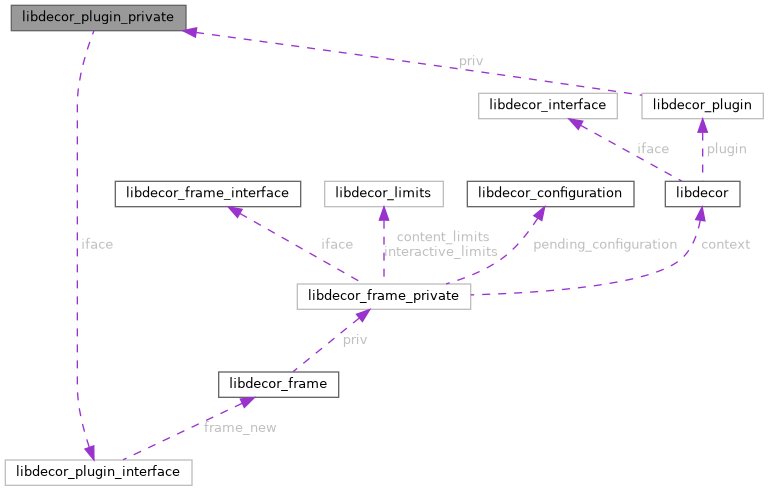 libdecor_plugin_private
priv
libdecor_interface
libdecor_plugin
iface
plugin
libdecor_frame_interface
libdecor_limits
libdecor_configuration
libdecor
iface
iface
content_limits
interactive_limits
pending_configuration
context
libdecor_frame_private
priv
libdecor_frame
frame_new
libdecor_plugin_interface